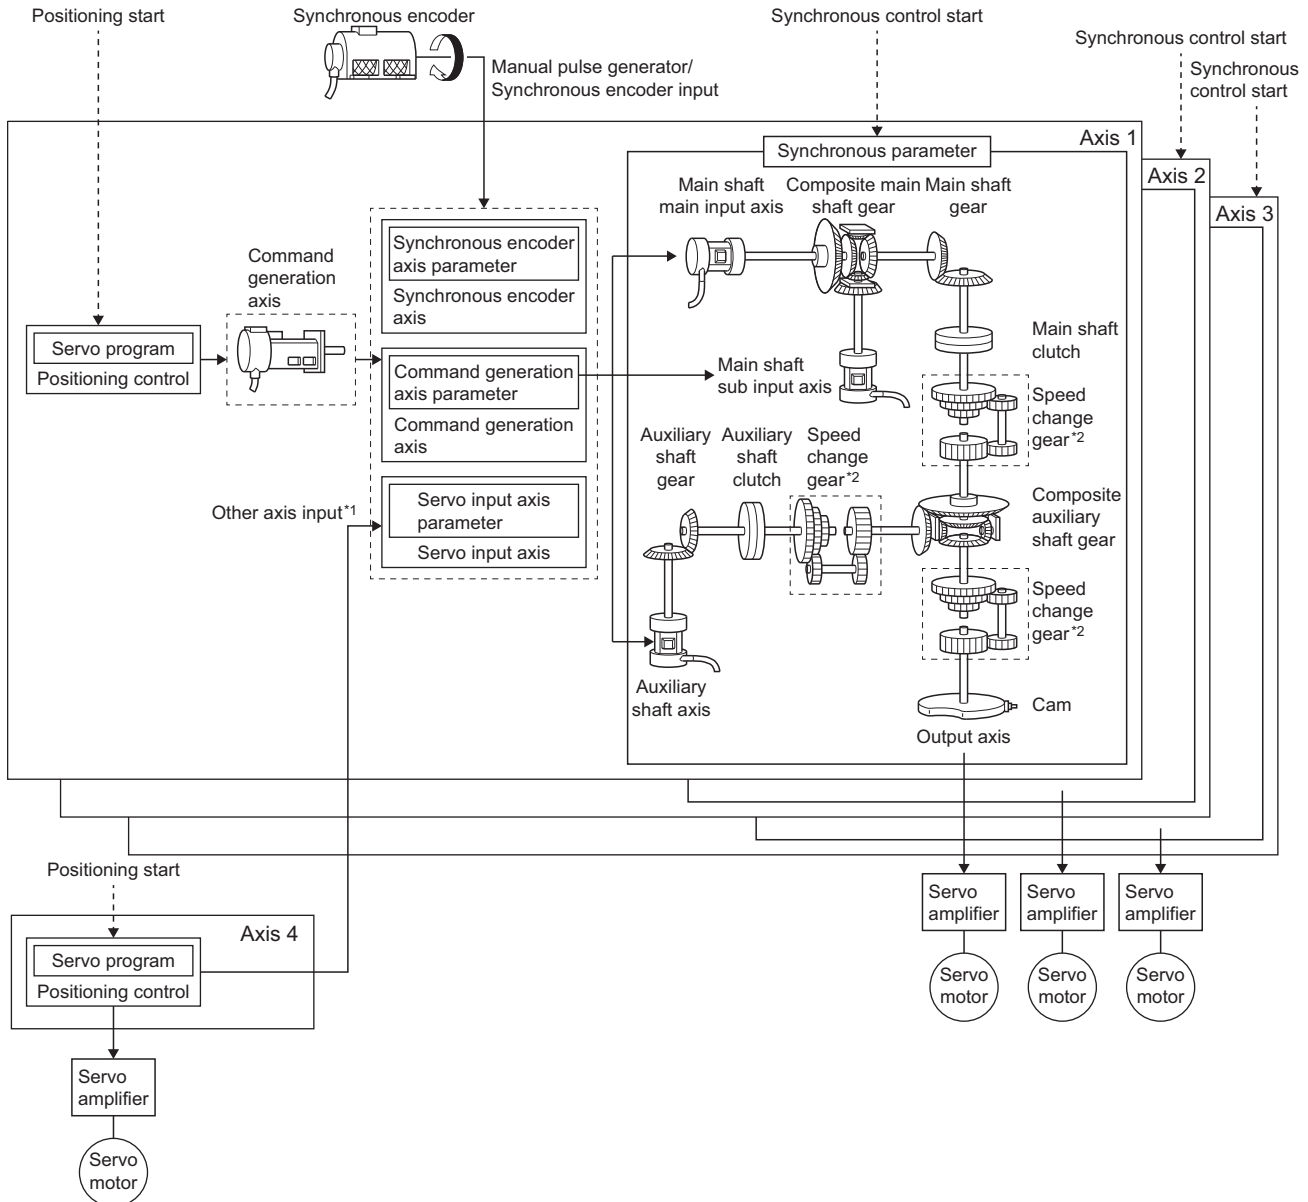 Positioning start
Synchronous encoder
Manual pulse generator/
Synchronous encoder input
Synchronous control start
Synchronous control start
Synchronous
control start
Axis 1
Axis 2
Axis 3
Synchronous parameter
Main shaft
main input axis
Composite main
shaft gear
Main shaft
gear
Synchronous encoder
axis parameter
Synchronous encoder
axis
Command
generation
axis
Servo program
Positioning control
Command generation
axis parameter
Command generation
axis
Main shaft
sub input axis
Main shaft
clutch
Speed
change
gear*2
Auxiliary
shaft
gear
Auxiliary
shaft
clutch
Speed
change
gear*2
Other axis input*1
Servo input axis
parameter
Servo input axis
Composite
auxiliary
shaft gear
Speed
change
gear*2
Auxiliary
shaft axis
Cam
Output axis
Positioning start
Axis 4
Servo program
Positioning control
Servo
amplifier
Servo
motor
Servo
amplifier
Servo
motor
Servo
amplifier
Servo
motor
Servo
amplifier
Servo
motor